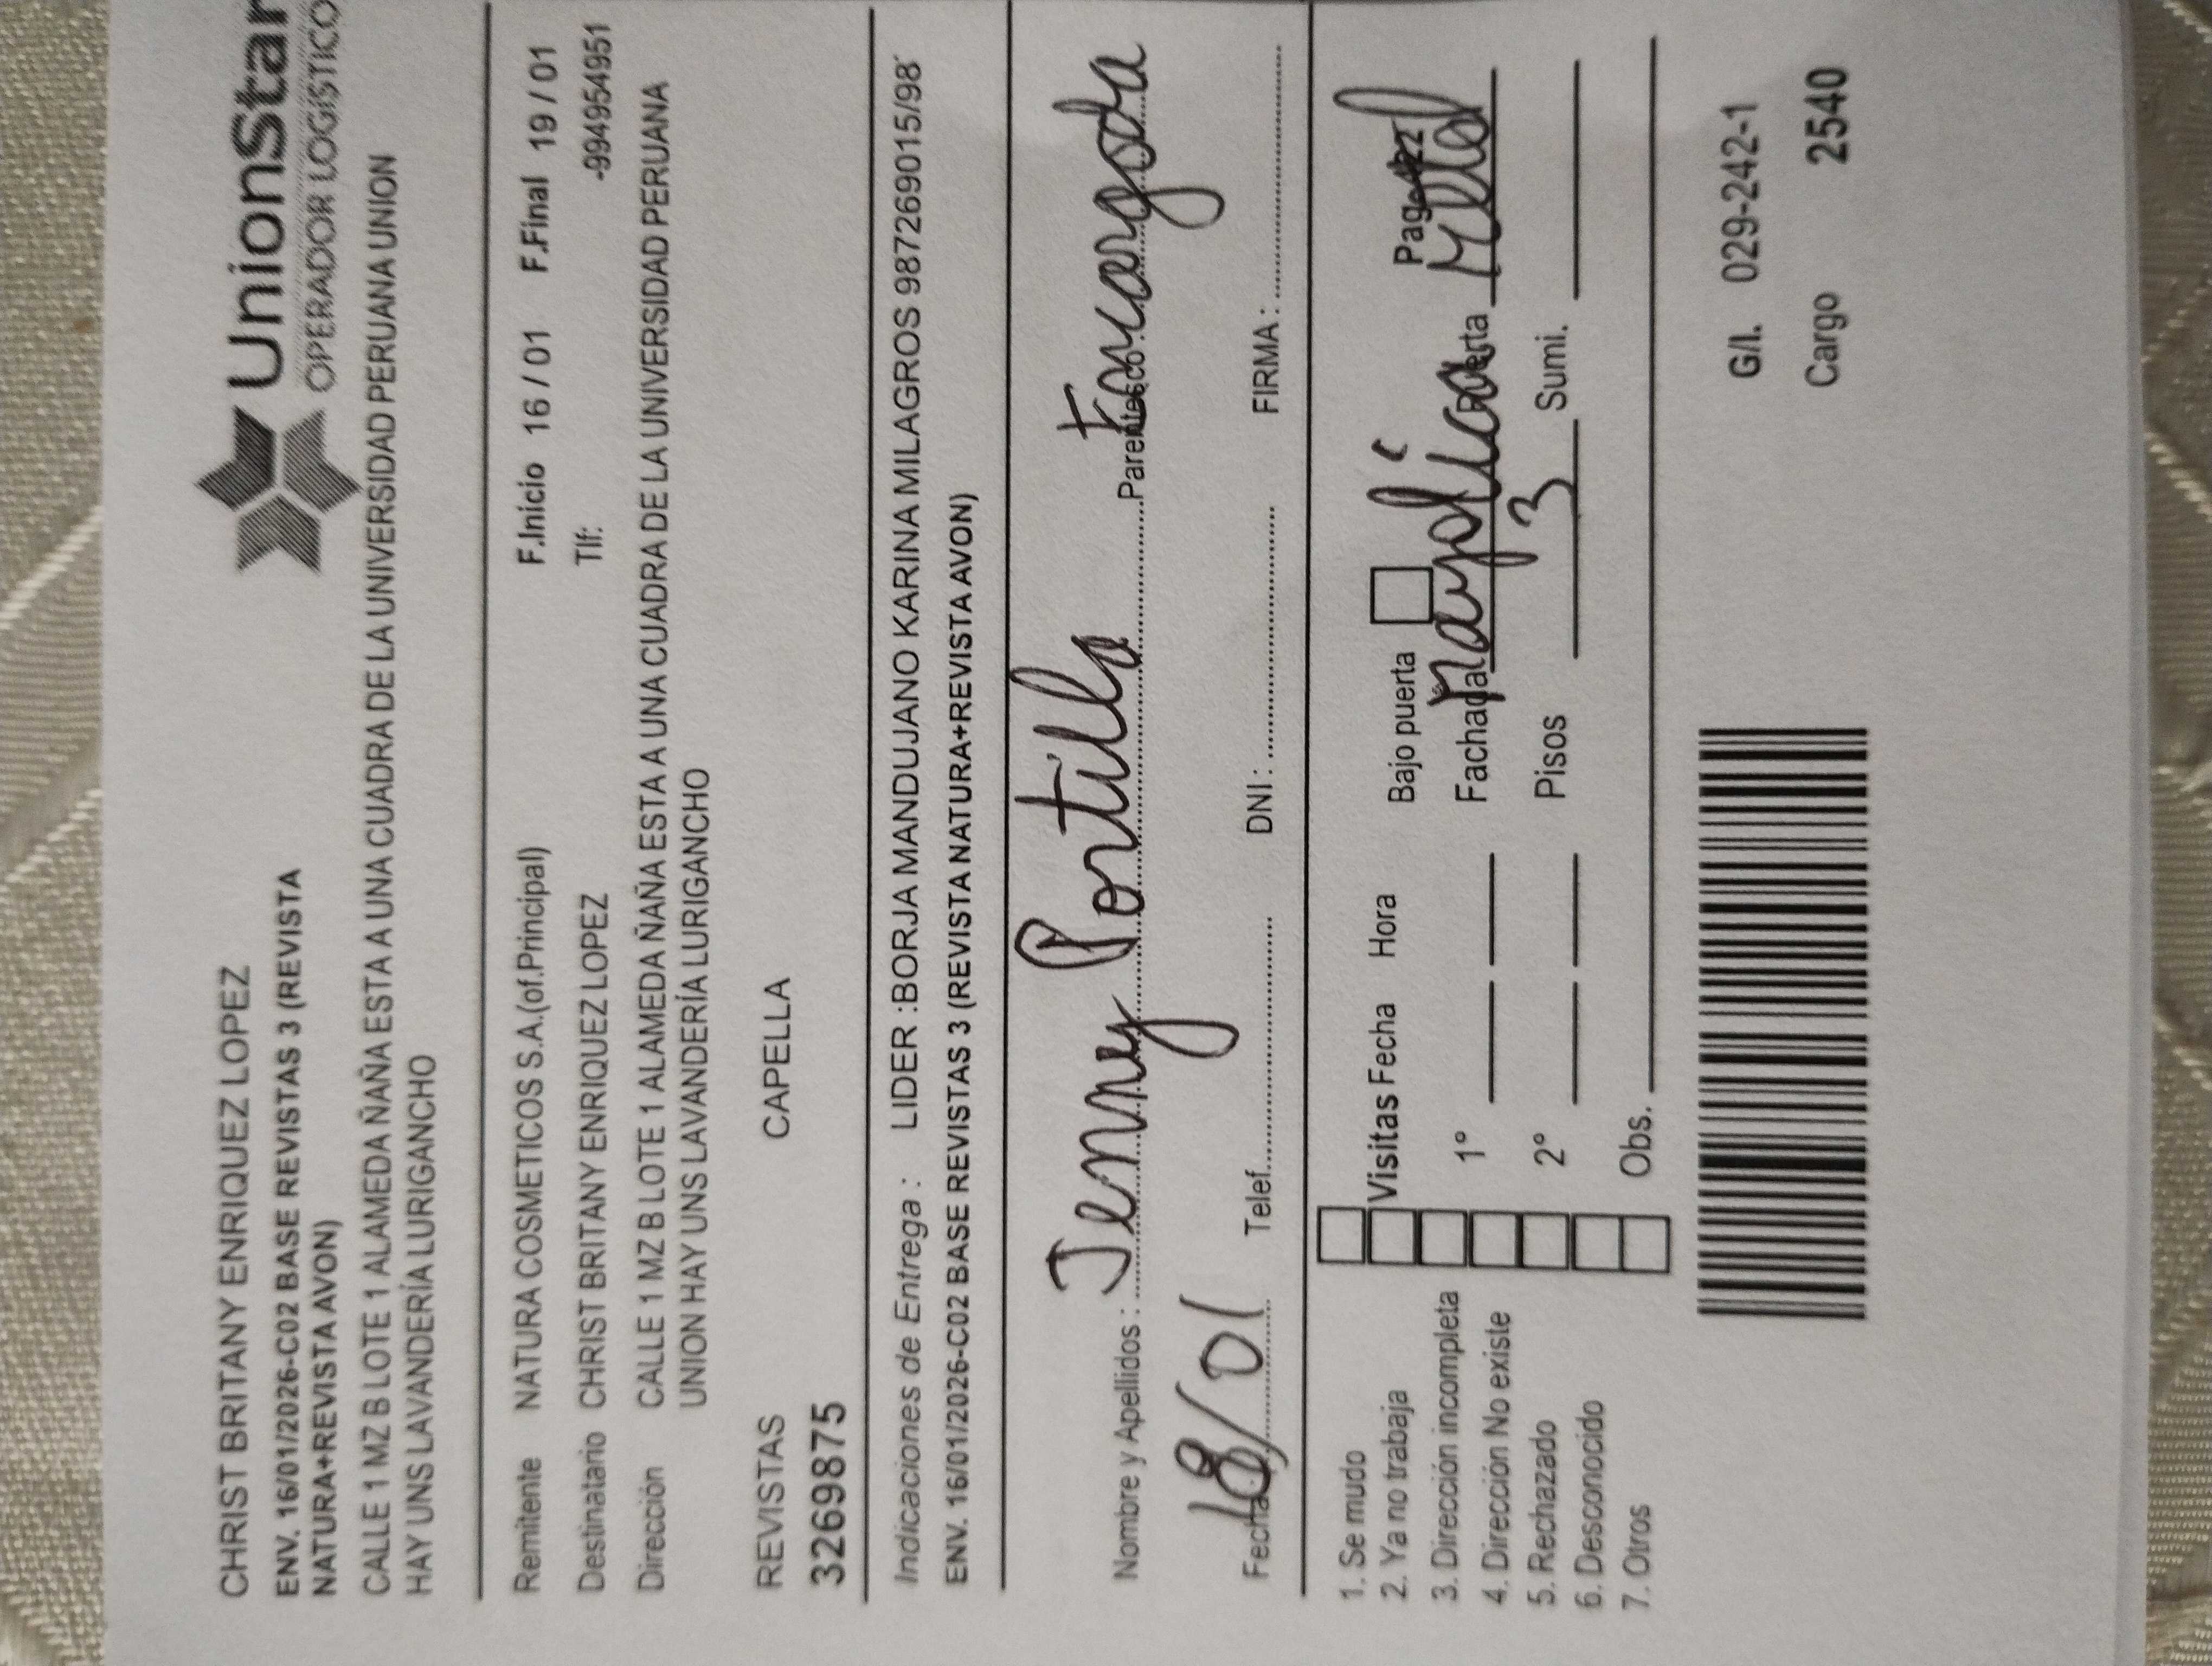 CHRIST BRITANY ENRIQUEZ LOPEZ
ENV. 16/01/2026-C02 BASE REVISTAS 3 (REVISTA
NATURA+REVISTA AVON)
UnionStar
OPERADOR LOGÍSTICO
CALLE 1 MZ B LOTE 1 ALAMEDA ÑAÑA ESTA A UNA CUADRA DE LA UNIVERSIDAD PERUANA UNION
HAY UNS LAVANDERÍA LURIGANCHO
Remitente NATURA COSMETICOS S.A.(of.Principal) F.Inicio 16 / 01 F.Final 19 / 01
Destinatario CHRIST BRITANY ENRIQUEZ LOPEZ Tlf: -994954951
Dirección CALLE 1 MZ B LOTE 1 ALAMEDA ÑAÑA ESTA A UNA CUADRA DE LA UNIVERSIDAD PERUANA
UNION HAY UNS LAVANDERÍA LURIGANCHO
REVISTAS CAPELLA
3269875
Indicaciones de Entrega : LIDER :BORJA MANDUJANO KARINA MILAGROS 987269015/98
ENV. 16/01/2026-C02 BASE REVISTAS 3 (REVISTA NATURA+REVISTA AVON)
Nombre y Apellidos : Jenny Portillo Parentesco Encargada
Fecha 18/01 Telef. DNI: FIRMA:
1. Se mudo
2. Ya no trabaja
3. Dirección incompleta
4. Dirección No existe
5. Rechazado
6. Desconocido
7. Otros
Visitas Fecha Hora Bajo puerta Pag.
1° Fachada Mayolica Puerta Metal
2° Pisos 3 Sumi.
Obs.
G/I. 029-242-1
Cargo 2540